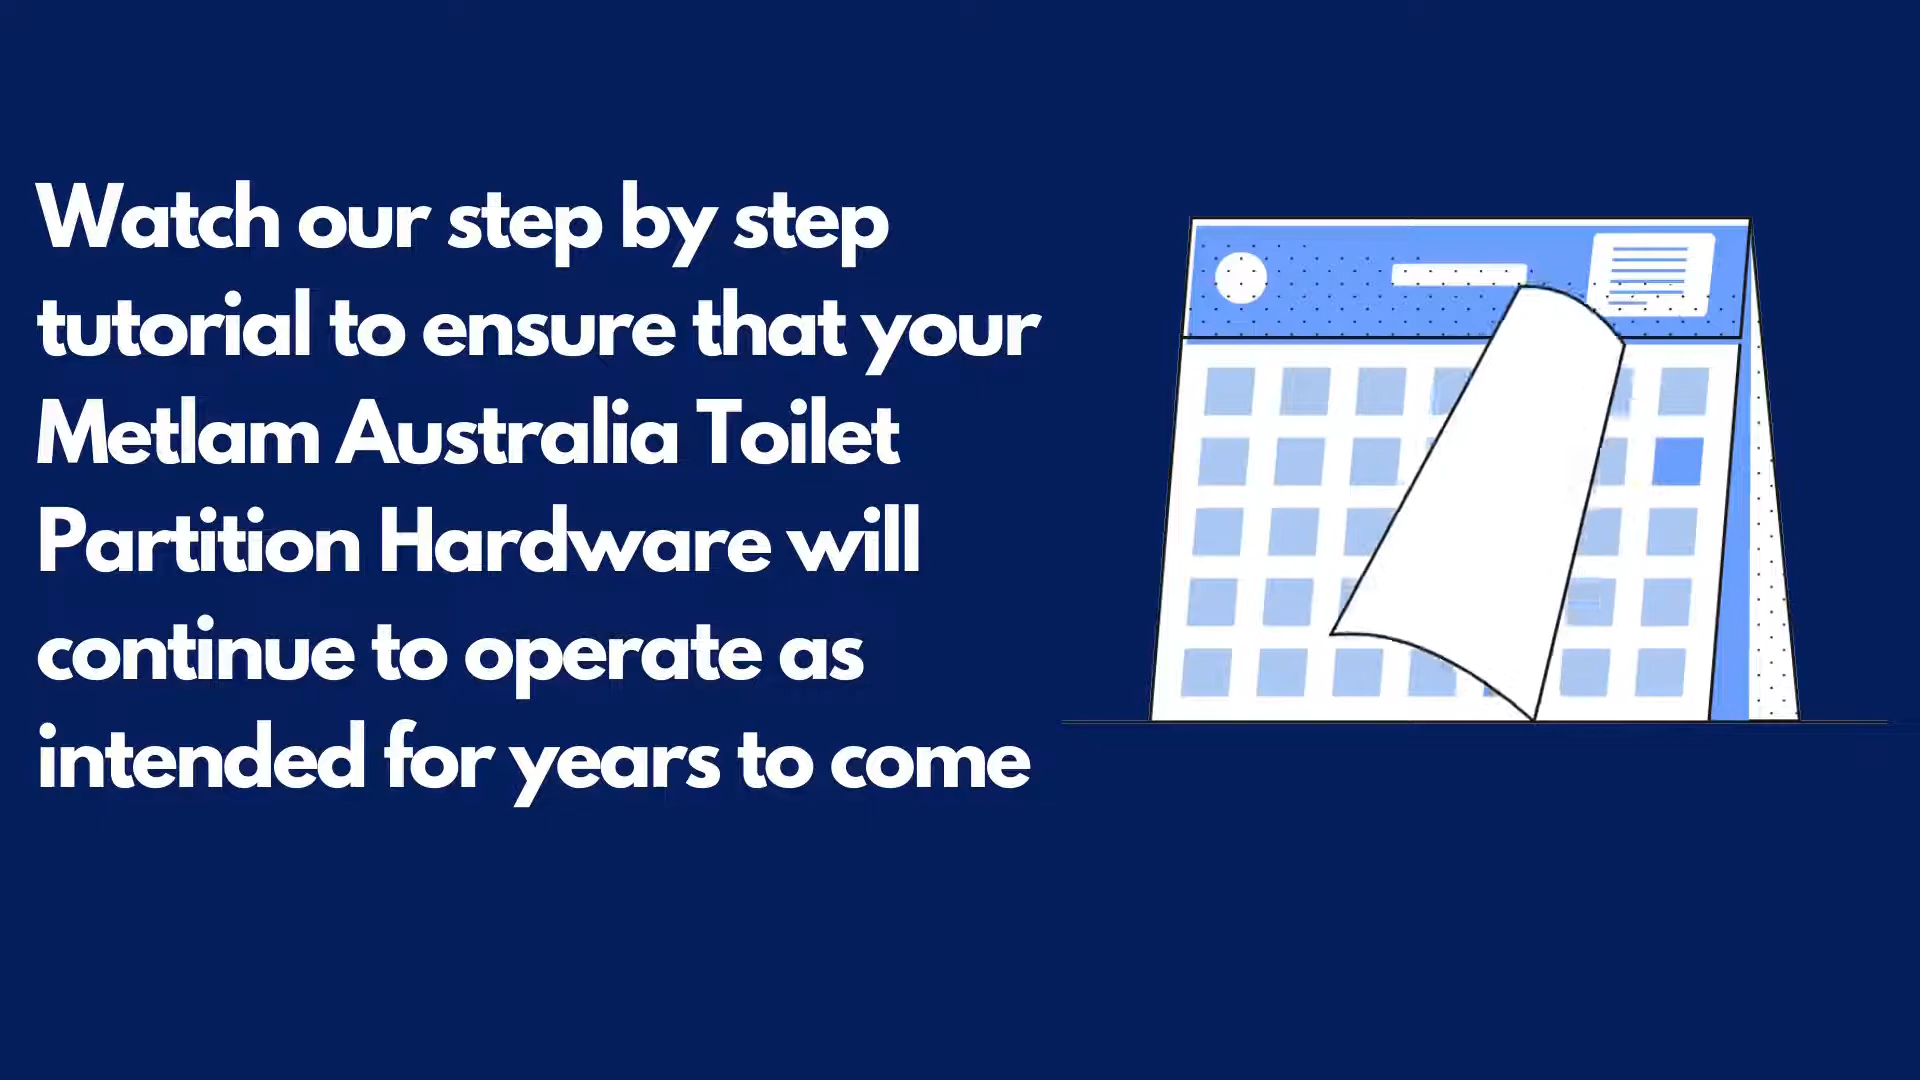 Watch our step by step
tutorial to ensure that your
Metlam Australia Toilet
Partition Hardware will
continue to operate as
intended for years to come